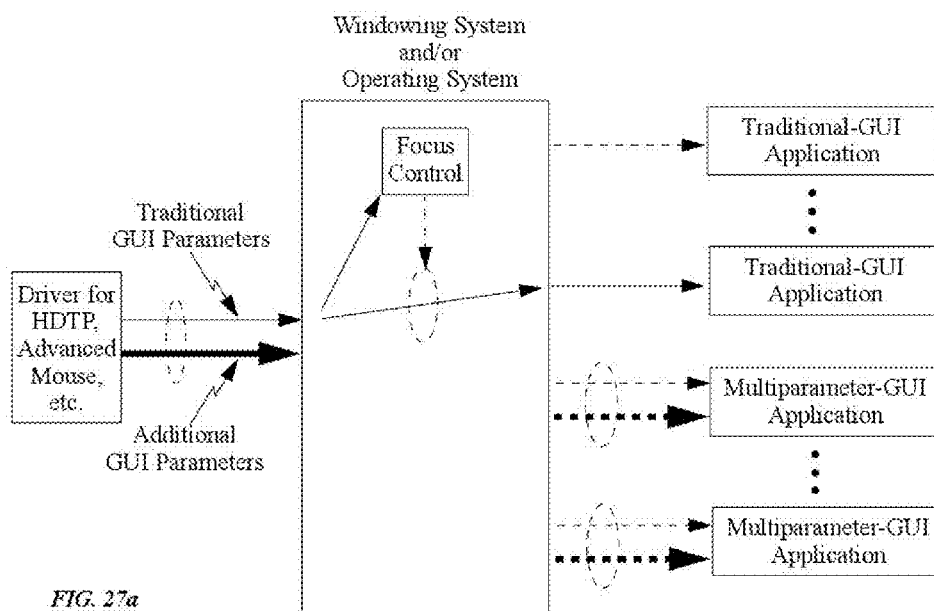 Windowing System
and/or
Operating System
Focus
Control
Traditional
GUI Parameters
Driver for
HDTP,
Advanced
Mouse,
etc.
Additional
GUI Parameters
Traditional-GUI
Application
Traditional-GUI
Application
Multiparameter-GUI
Application
Multiparameter-GUI
Application
FIG. 27a